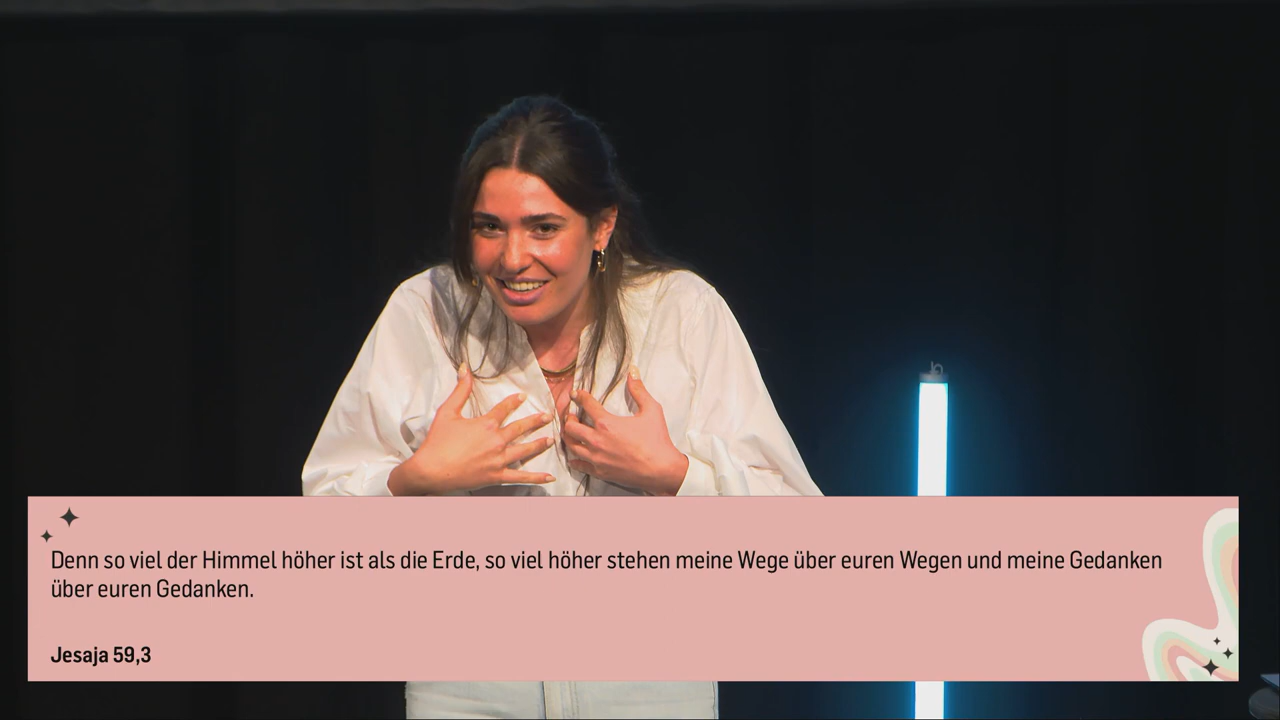 Denn so viel der Himmel höher ist als die Erde, so viel höher stehen meine Wege über euren Wegen und meine Gedanken
über euren Gedanken.
Jesaja 59,3